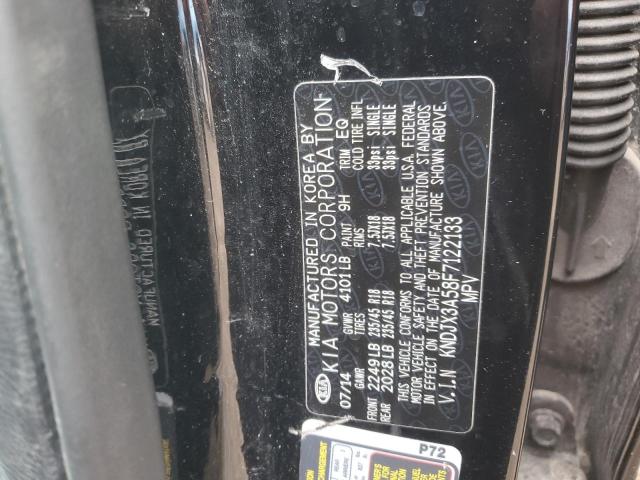 KIA
MANUFACTURED IN KOREA BY
KIA MOTORS CORPORATION
07/14 GVWR 4101LB PAINT 9H TRIM EQ
GAWR TIRES RIMS COLD TIRE INFL
FRONT 2249LB 235/45 R18 7.5JX18 33psi SINGLE
REAR 2028LB 235/45 R18 7.5JX18 33psi SINGLE
THIS VEHICLE CONFORMS TO ALL APPLICABLE U.S.A. FEDERAL
MOTOR VEHICLE SAFETY AND THEFT PREVENTION STANDARDS
IN EFFECT ON THE DATE OF MANUFACTURE SHOWN ABOVE.
V.I.N KNDJX3A58F7122133
MPV
P72